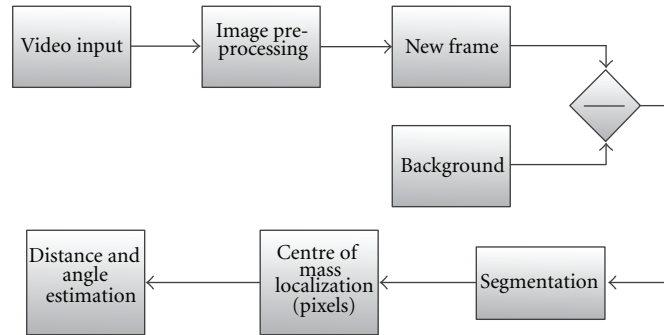 Video input
Image pre-
processing
New frame
Background
Distance and
angle
estimation
Centre of
mass
localization
(pixels)
Segmentation